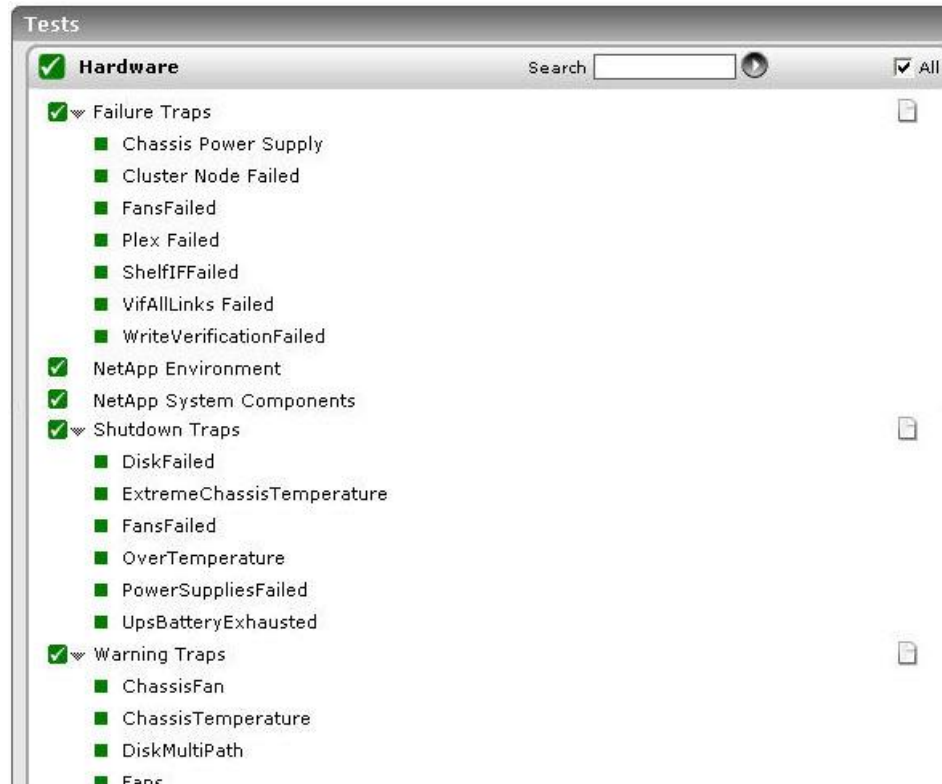 Tests
Hardware
Search
All
Failure Traps
Chassis Power Supply
Cluster Node Failed
FansFailed
Plex Failed
ShelfIFFailed
VifAllLinks Failed
WriteVerificationFailed
NetApp Environment
NetApp System Components
Shutdown Traps
DiskFailed
ExtremeChassisTemperature
FansFailed
OverTemperature
PowerSuppliesFailed
UpsBatteryExhausted
Warning Traps
ChassisFan
ChassisTemperature
DiskMultiPath
Fans